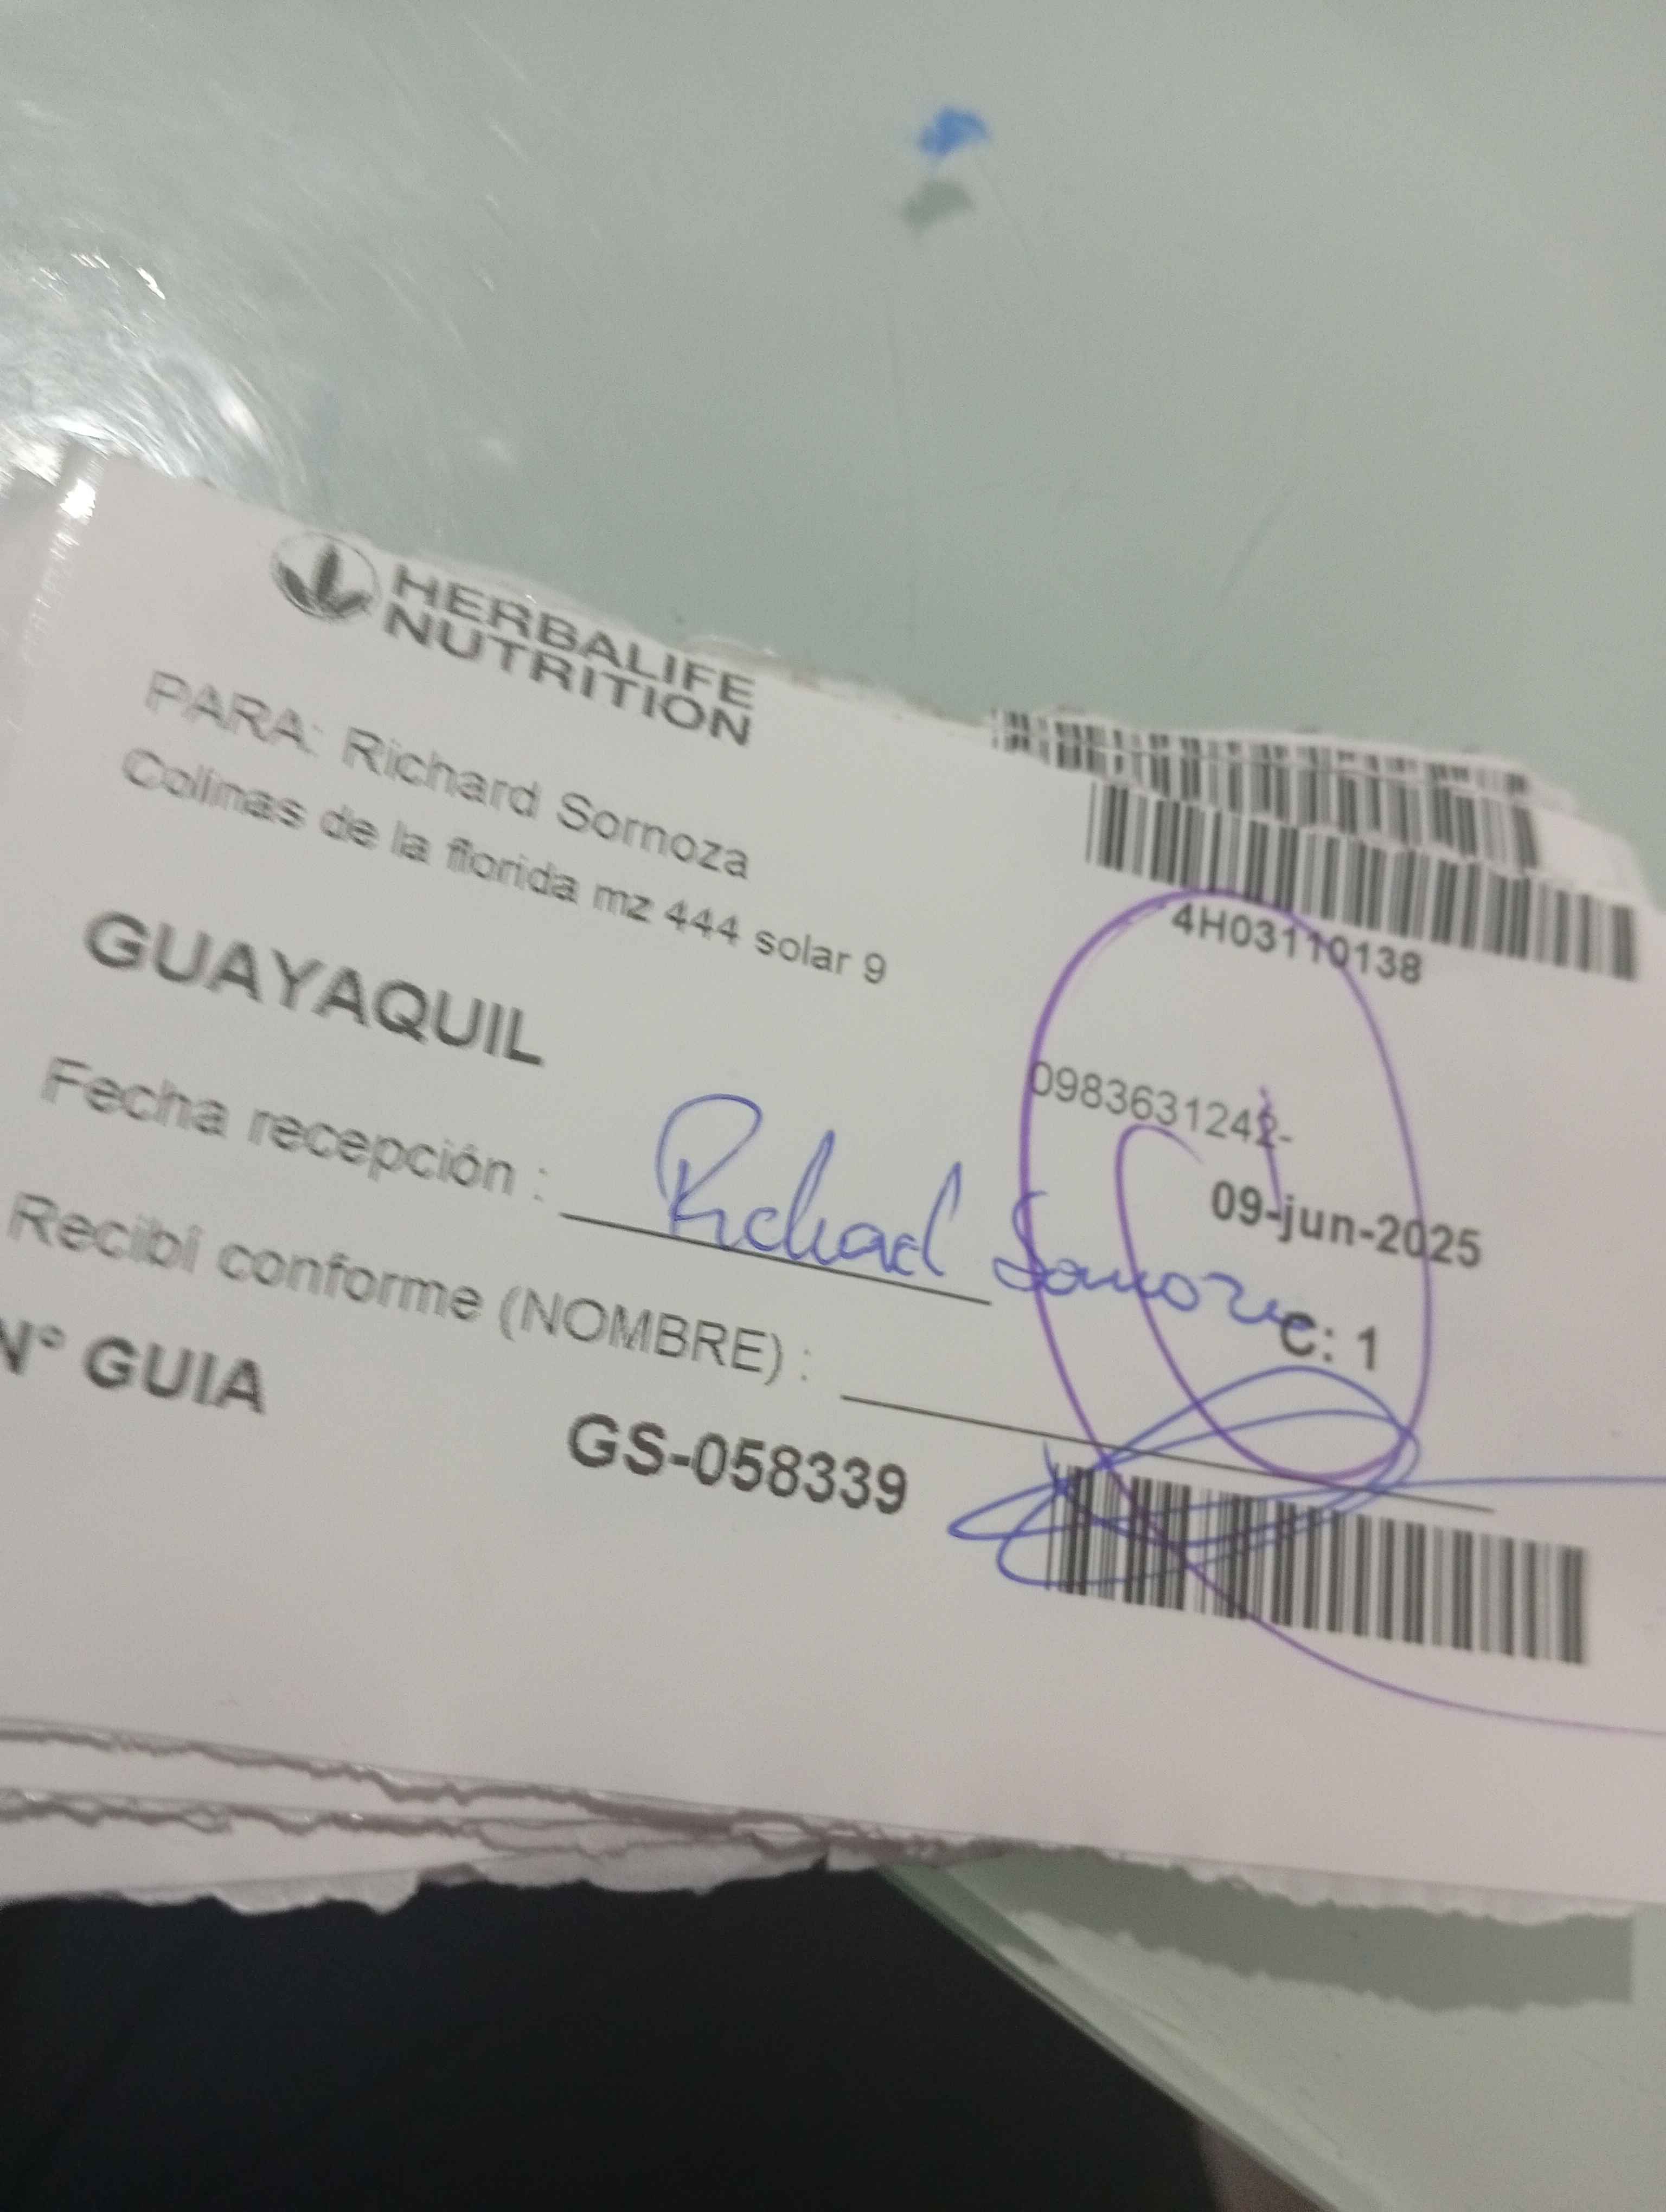 HERBALIFE
NUTRITION
PARA: Richard Sornoza
Colinas de la florida mz 444 solar 9
4H03110138
GUAYAQUIL
0983631242-
09-jun-2025
Fecha recepción : Richard Sornoza
C: 1
Recibí conforme (NOMBRE) :
N° GUIA
GS-058339